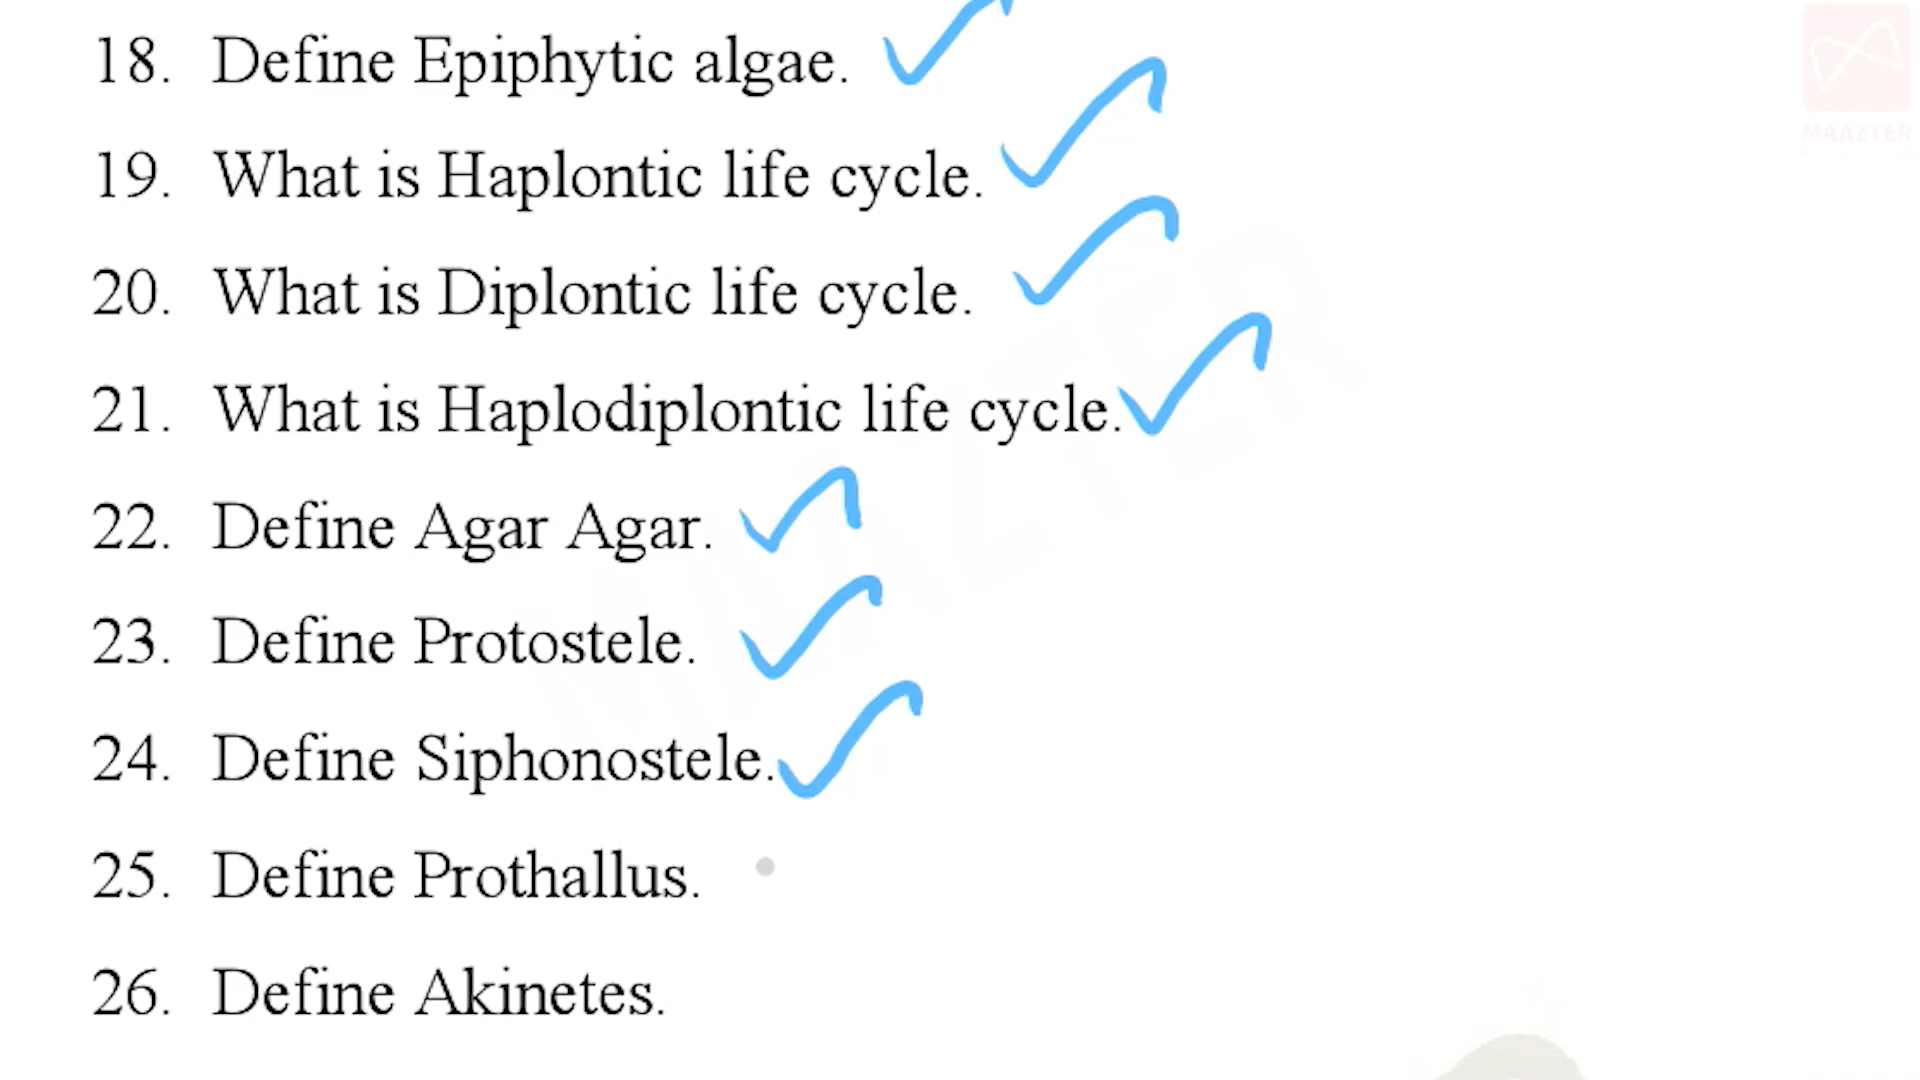 MAAZTER
18. Define Epiphytic algae.
19. What is Haplontic life cycle.
20. What is Diplontic life cycle.
21. What is Haplodiplontic life cycle.
22. Define Agar Agar.
23. Define Protostele.
24. Define Siphonostele.
25. Define Prothallus.
26. Define Akinetes.